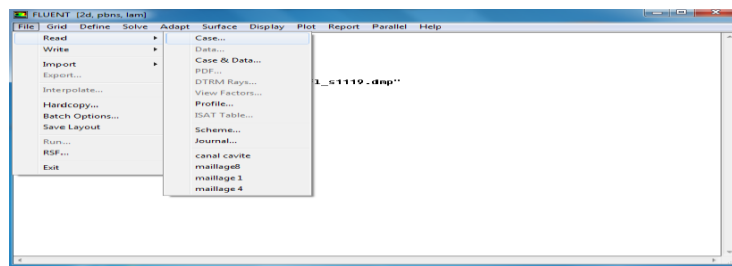 FLUENT [2d, pbns, lam]
File Grid Define Solve Adapt Surface Display Plot Report Parallel Help
Read
Write
Import
Export...
Interpolate...
Hardcopy...
Batch Options...
Save Layout
Run...
RSF...
Exit
Case...
Data...
Case & Data...
PDF...
DTRM Rays...
View Factors...
Profile...
ISAT Table...
Scheme...
Journal...
canal cavite
maillage8
maillage 1
maillage 4
l_s1119.dmp"